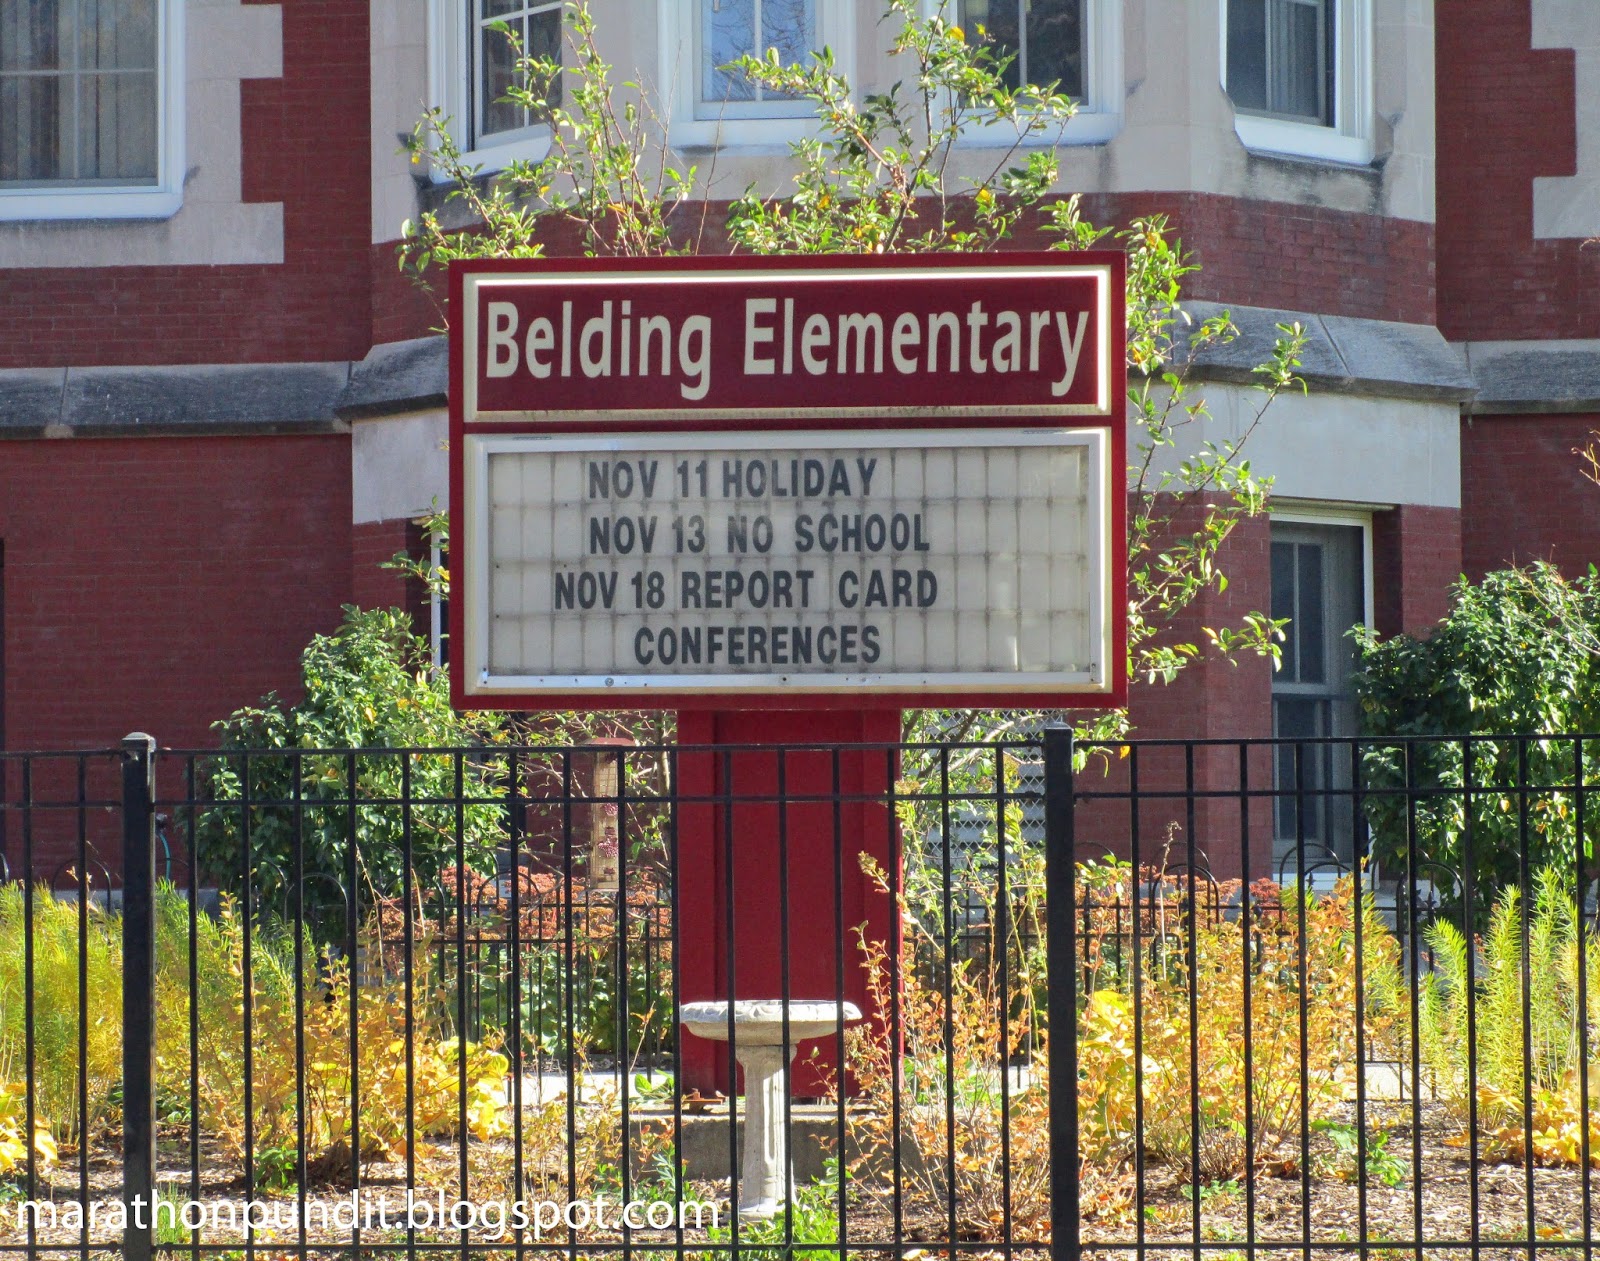 Belding Elementary
NOV 11 HOLIDAY
NOV 13 NO SCHOOL
NOV 18 REPORT CARD
CONFERENCES
marathonpundit.blogspot.com